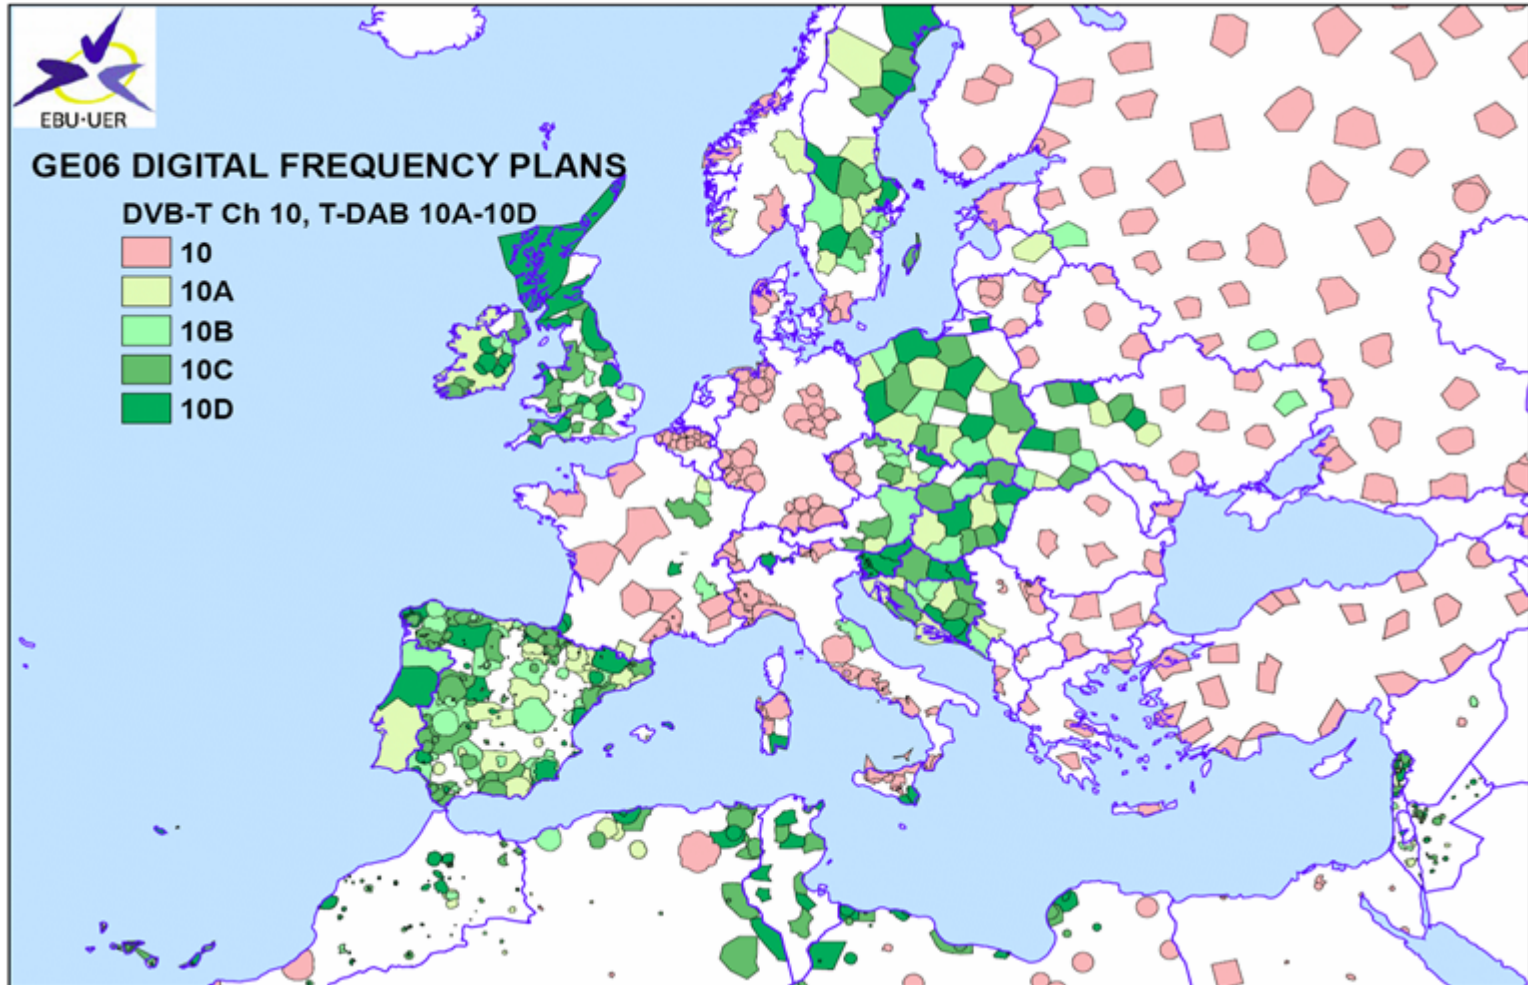 EBU·UER
GE06 DIGITAL FREQUENCY PLANS
DVB-T Ch 10, T-DAB 10A-10D
10
10A
10B
10C
10D